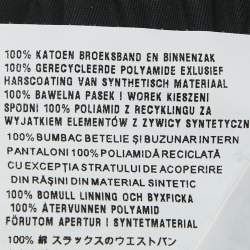 100% KATOEN BROEKSBAND EN BINNENZAK
100% GERECYCLEERDE POLYAMIDE EXLUSIEF
HARSCOATING VAN SYNTHETISCH MATERIAAL
100% BAWEŁNA PASEK I WOREK KIESZENI
SPODNI 100% POLIAMID Z RECYKLINGU ZA
WYJATKIEM ELEMENTÓW Z ŻYWICY SYNTETYCZN
100% BUMBAC BETELIE ȘI BUZUNAR INTERN
PANTALONI 100% POLIAMIDĂ RECICLATĂ
CU EXCEPȚIA STRATULUI DE ACOPERIRE
DIN RĂȘINI DIN MATERIAL SINTETIC
100% BOMULL LINNING OCH BYXFICKA
100% ÅTERVUNNEN POLYAMID
FÖRUTOM APERTUR I SYNTETMATERIAL
100% 綿 スラックスのウエストバン